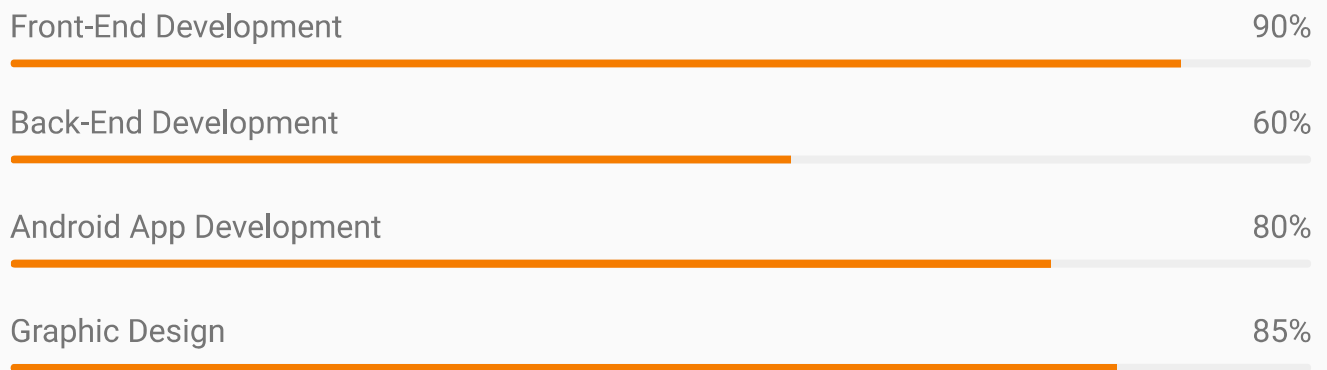 Front-End Development 90%
Back-End Development 60%
Android App Development 80%
Graphic Design 85%